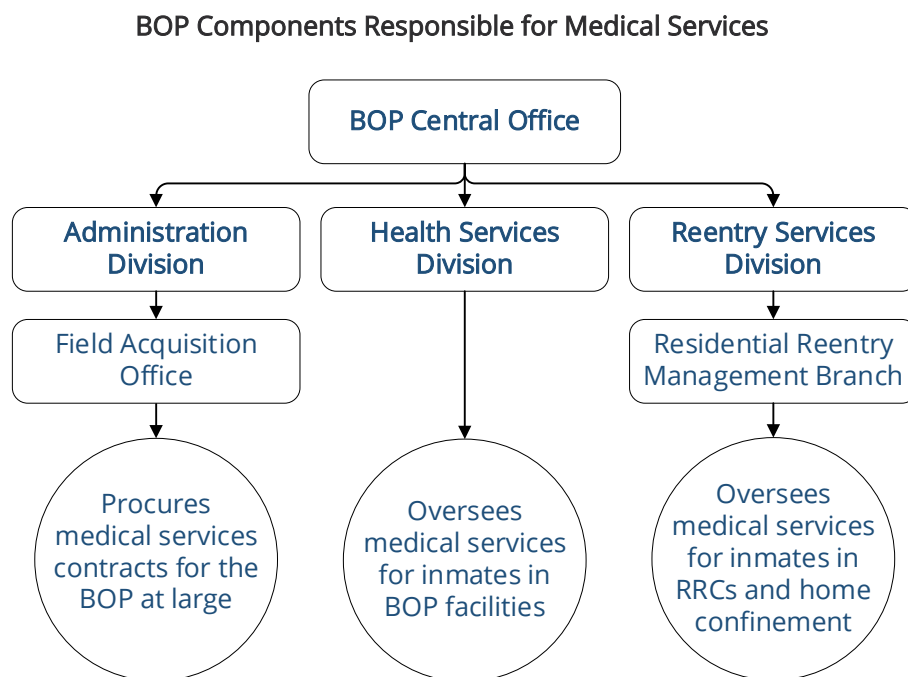 BOP Components Responsible for Medical Services
BOP Central Office
Administration
Division
Health Services
Division
Reentry Services
Division
Field Acquisition
Office
Residential Reentry
Management Branch
Procures
medical services
contracts for the
BOP at large
Oversees
medical services
for inmates in
BOP facilities
Oversees
medical services
for inmates in
RRCs and home
confinement